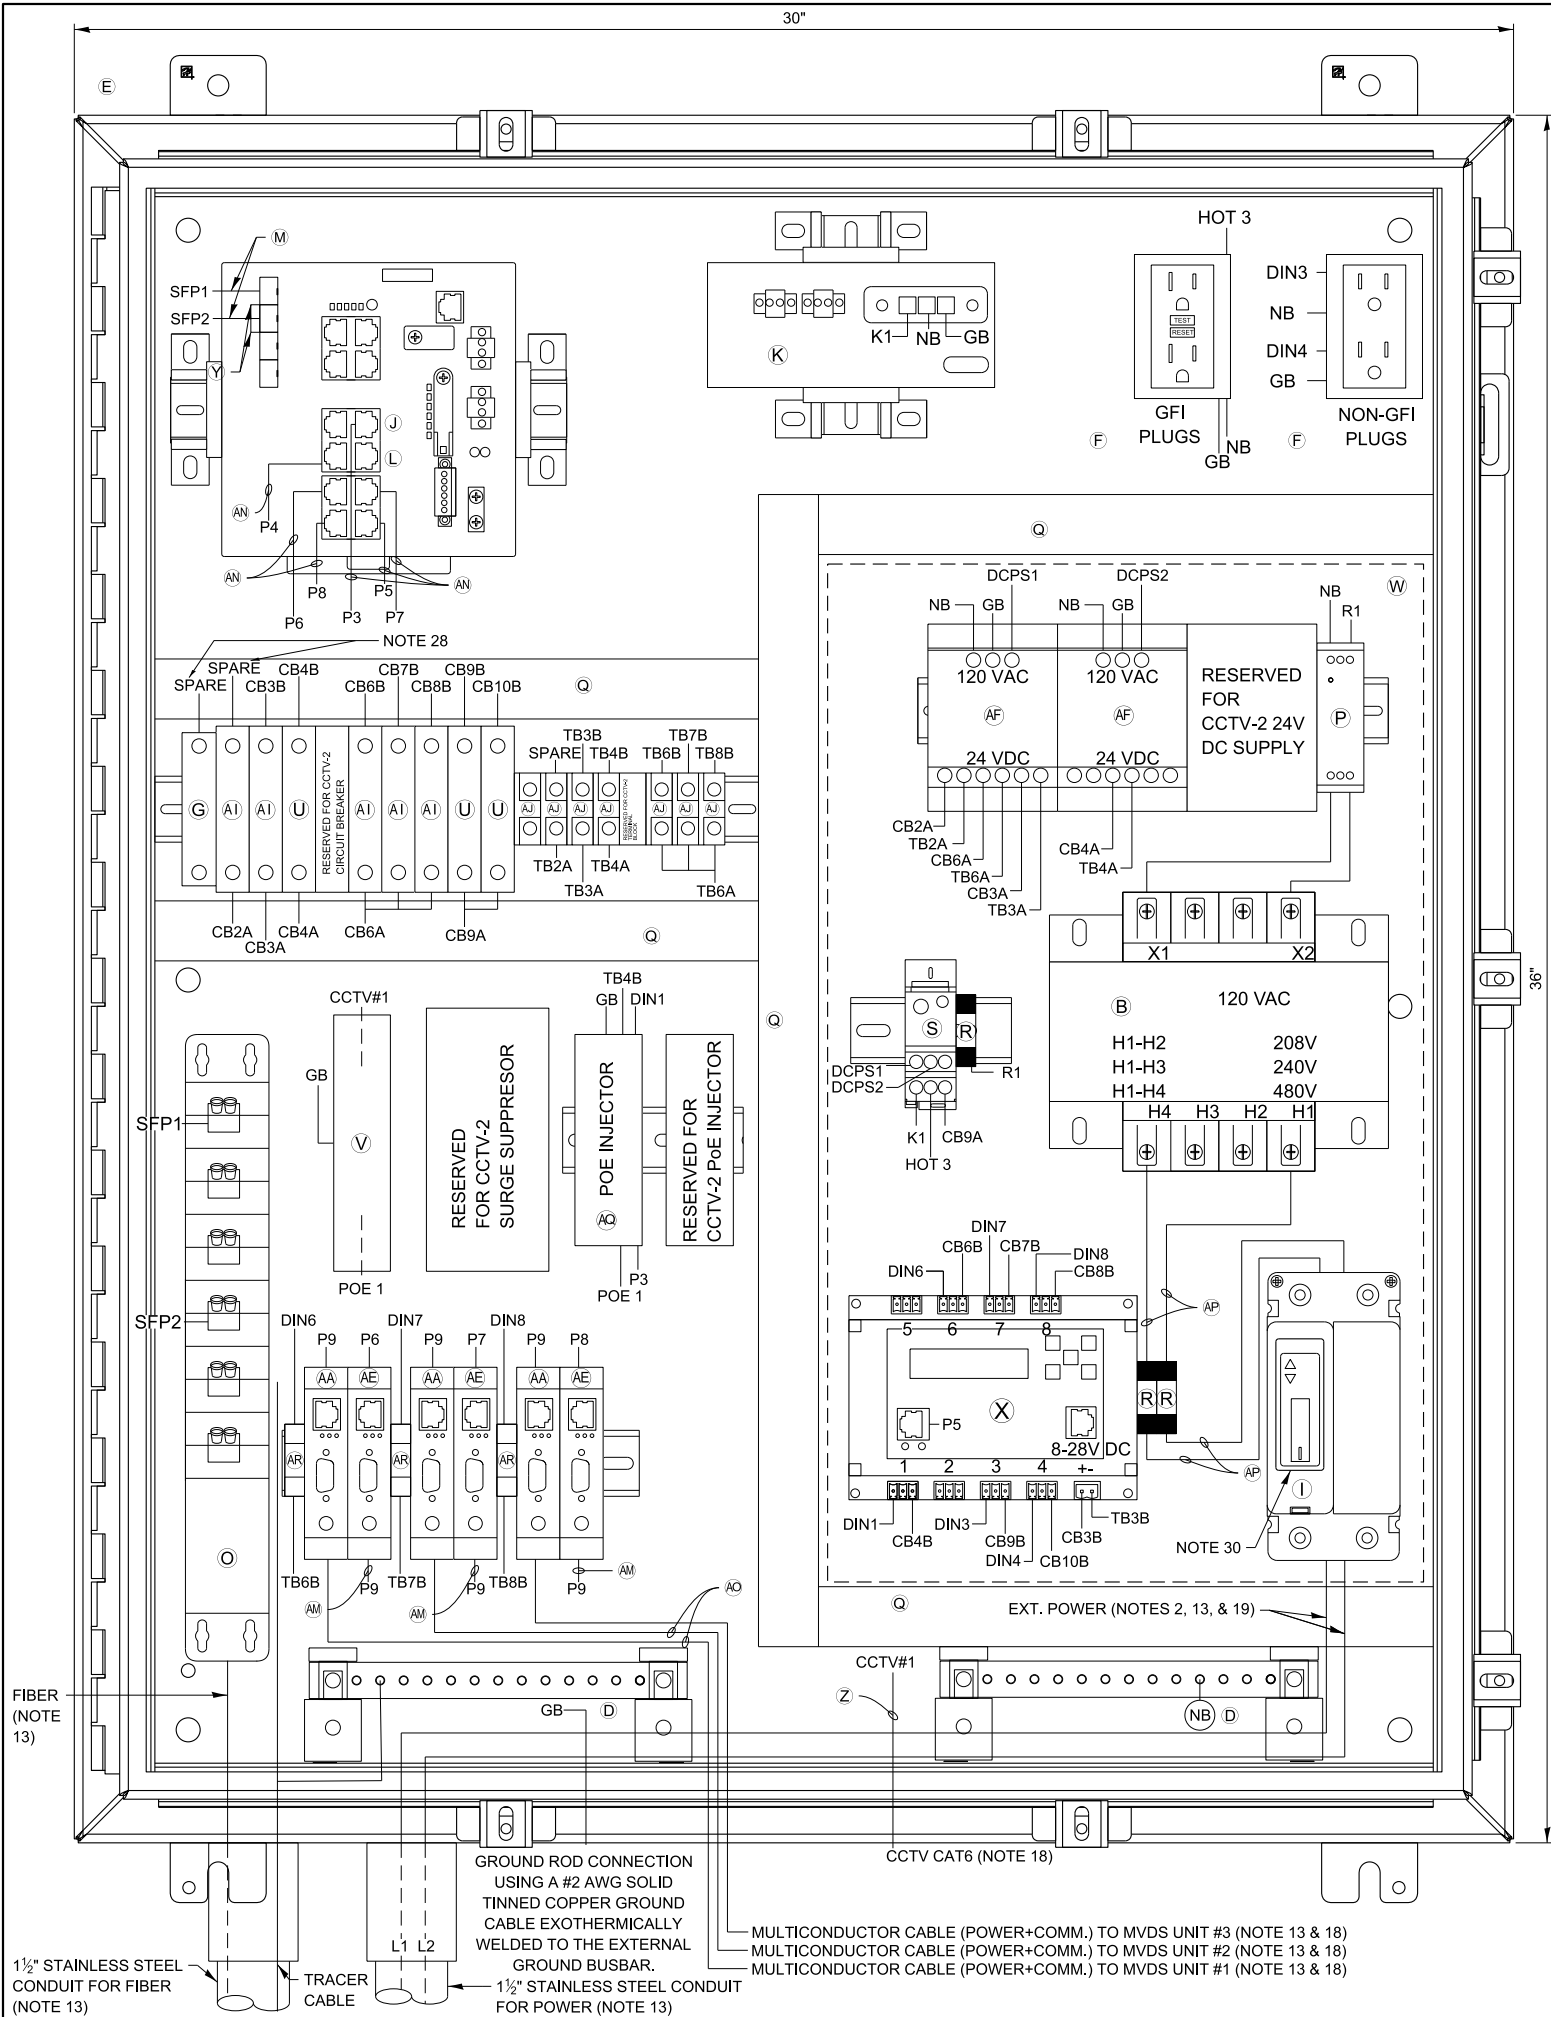 30"
E
HOT 3
M
SFP1
SFP2
Y
J
L
AN
P4
AN
P8
P5
AN
P6
P3
P7
K1
NB
GB
K
TEST
RESET
DIN3
NB
DIN4
GB
GFI
PLUGS
NON-GFI
PLUGS
F
F
NB
GB
Q
NOTE 28
SPARE
SPARE
CB3B
CB4B
CB6B
CB7B
CB8B
CB9B
CB10B
Q
G
AI
AI
U
RESERVED FOR CCTV-2
CIRCUIT BREAKER
AI
AI
AI
U
U
SPARE
TB3B
TB4B
TB6B
TB7B
TB8B
AJ
AJ
AJ
AJ
RESERVED FOR CCTV-2
TERMINAL
BLOCK
AJ
AJ
AJ
TB2A
TB3A
TB4A
TB6A
CB2A
CB3A
CB4A
CB6A
CB9A
Q
W
DCPS1
DCPS2
NB
GB
NB
GB
NB
R1
120 VAC
120 VAC
AF
AF
24 VDC
24 VDC
RESERVED
FOR
CCTV-2 24V
DC SUPPLY
P
CB2A
TB2A
CB6A
TB6A
CB3A
TB3A
CB4A
TB4A
X1
X2
B
120 VAC
H1-H2
208V
H1-H3
240V
H1-H4
480V
H4
H3
H2
H1
36"
Q
S
R
DCPS1
DCPS2
R1
K1
CB9A
HOT 3
CCTV#1
GB
V
POE 1
RESERVED
FOR CCTV-2
SURGE SUPPRESOR
TB4B
GB
DIN1
POE INJECTOR
AQ
P3
POE 1
RESERVED FOR
CCTV-2 PoE INJECTOR
SFP1
SFP2
O
DIN6
P9
P6
DIN7
P9
P7
DIN8
P9
P8
AA
AE
AA
AE
AA
AE
AR
AR
AR
TB6B
P9
TB7B
P9
TB8B
P9
AM
AM
AM
AO
DIN7
CB6B
CB7B
DIN8
DIN6
CB8B
5
6
7
8
X
P5
8-28V DC
1
2
3
4
+-
DIN1
CB4B
DIN3
CB9B
DIN4
CB10B
CB3B
TB3B
AP
R
R
AP
I
NOTE 30
Q
EXT. POWER (NOTES 2, 13, & 19)
FIBER
(NOTE
13)
GB
D
CCTV#1
Z
NB
D
CCTV CAT6 (NOTE 18)
GROUND ROD CONNECTION
USING A #2 AWG SOLID
TINNED COPPER GROUND
CABLE EXOTHERMICALLY
WELDED TO THE EXTERNAL
GROUND BUSBAR.
L1
L2
MULTICONDUCTOR CABLE (POWER+COMM.) TO MVDS UNIT #3 (NOTE 13 & 18)
MULTICONDUCTOR CABLE (POWER+COMM.) TO MVDS UNIT #2 (NOTE 13 & 18)
MULTICONDUCTOR CABLE (POWER+COMM.) TO MVDS UNIT #1 (NOTE 13 & 18)
1½" STAINLESS STEEL
CONDUIT FOR FIBER
(NOTE 13)
TRACER
CABLE
1½" STAINLESS STEEL CONDUIT
FOR POWER (NOTE 13)